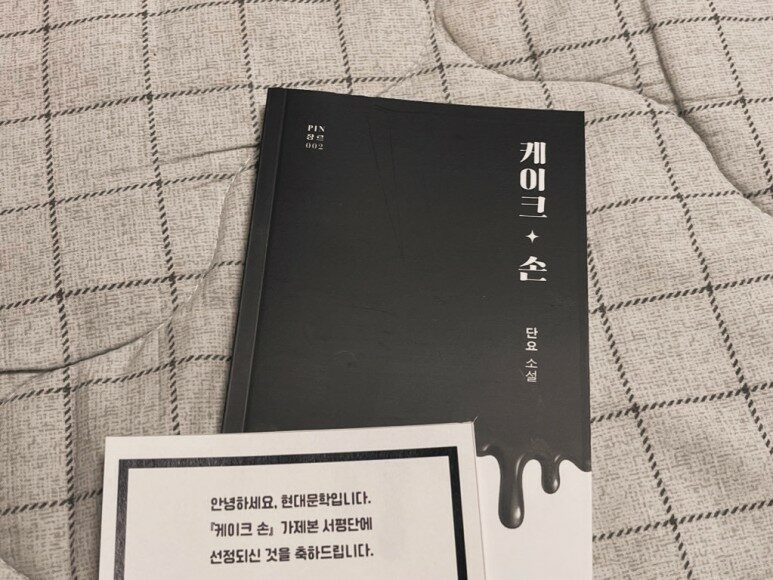 PIN
장르
002
케이크 ✦ 손
단요 소설
안녕하세요, 현대문학입니다.
『케이크 손』 가제본 서평단에
선정되신 것을 축하드립니다.